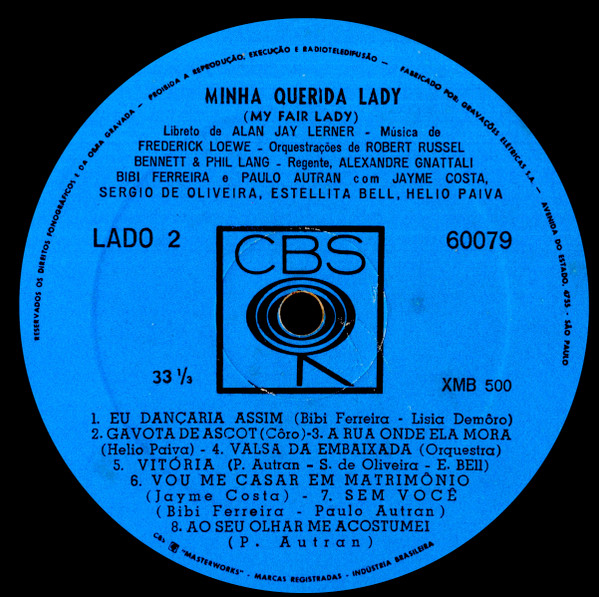 RESERVADOS OS DIREITOS FONOGRÁFICOS E DA OBRA GRAVADA — PROIBIDA A REPRODUÇÃO, EXECUÇÃO E RADIOTELEDIFUSÃO — FABRICADO POR: GRAVAÇÕES ELÉTRICAS S.A. — AVENIDA DO ESTADO, 4755 - SÃO PAULO
MINHA QUERIDA LADY
(MY FAIR LADY)
Libreto de ALAN JAY LERNER - Música de
FREDERICK LOEWE - Orquestrações de ROBERT RUSSEL
BENNETT & PHIL LANG - Regente, ALEXANDRE GNATTALI
BIBI FERREIRA e PAULO AUTRAN com JAYME COSTA,
SERGIO DE OLIVEIRA, ESTELLITA BELL, HELIO PAIVA
LADO 2
60079
CBS
33 1/3
XMB 500
1. EU DANÇARIA ASSIM (Bibi Ferreira - Lisia Demôro)
2. GAVOTA DE ASCOT (Côro)-3. A RUA ONDE ELA MORA
(Helio Paiva) - 4. VALSA DA EMBAIXADA (Orquestra)
5. VITÓRIA (P. Autran - S. de Oliveira - E. BEll)
6. VOU ME CASAR EM MATRIMÔNIO
(Jayme Costa) - 7. SEM VOCÊ
(Bibi Ferreira - Paulo Autran)
8. AO SEU OLHAR ME ACOSTUMEI
(P. Autran)
CBS "MASTERWORKS" - MARCAS REGISTRADAS - INDÚSTRIA BRASILEIRA